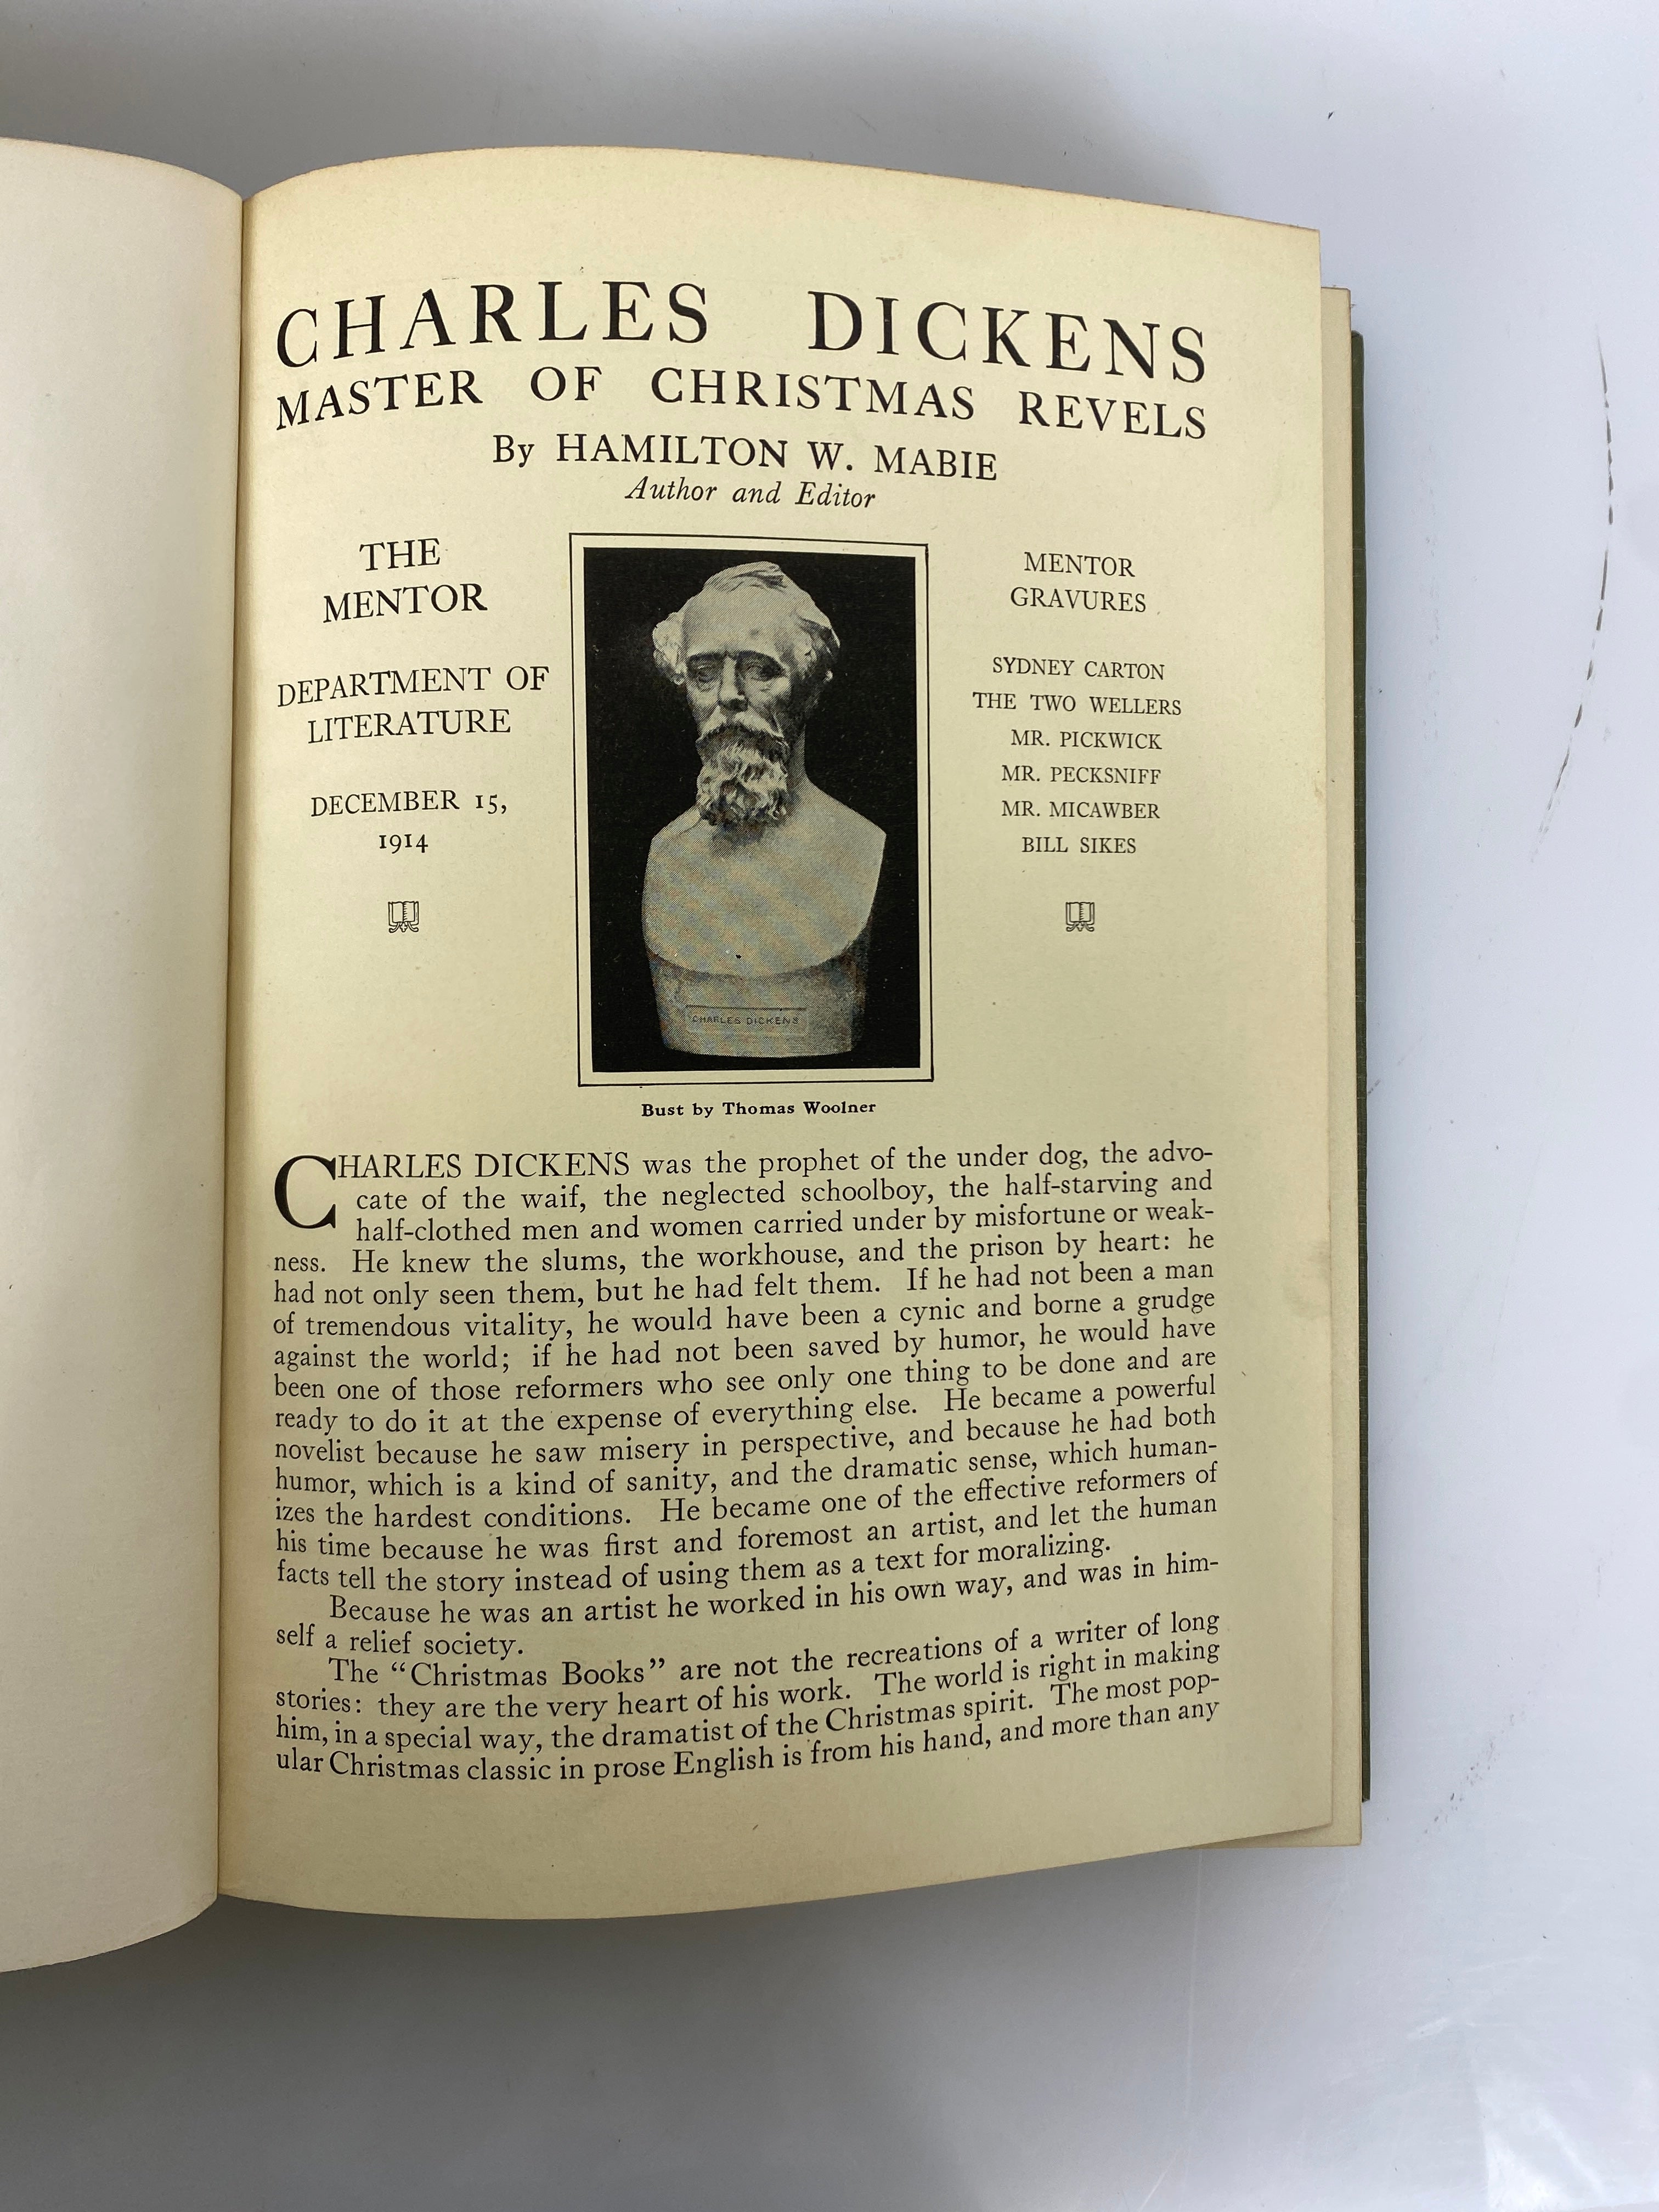 CHARLES DICKENS
MASTER OF CHRISTMAS REVELS
By HAMILTON W. MABIE
Author and Editor
THE
MENTOR
DEPARTMENT OF
LITERATURE
DECEMBER 15,
1914
MENTOR
GRAVURES
SYDNEY CARTON
THE TWO WELLERS
MR. PICKWICK
MR. PECKSNIFF
MR. MICAWBER
BILL SIKES
CHARLES DICKENS
Bust by Thomas Woolner
CHARLES DICKENS was the prophet of the under dog, the advo-
cate of the waif, the neglected schoolboy, the half-starving and
half-clothed men and women carried under by misfortune or weak-
ness. He knew the slums, the workhouse, and the prison by heart: he
had not only seen them, but he had felt them. If he had not been a man
of tremendous vitality, he would have been a cynic and borne a grudge
against the world; if he had not been saved by humor, he would have
been one of those reformers who see only one thing to be done and are
ready to do it at the expense of everything else. He became a powerful
novelist because he saw misery in perspective, and because he had both
humor, which is a kind of sanity, and the dramatic sense, which human-
izes the hardest conditions. He became one of the effective reformers of
his time because he was first and foremost an artist, and let the human
facts tell the story instead of using them as a text for moralizing.
Because he was an artist he worked in his own way, and was in him-
self a relief society.
The "Christmas Books" are not the recreations of a writer of long
stories: they are the very heart of his work. The world is right in making
him, in a special way, the dramatist of the Christmas spirit. The most pop-
ular Christmas classic in prose English is from his hand, and more than any